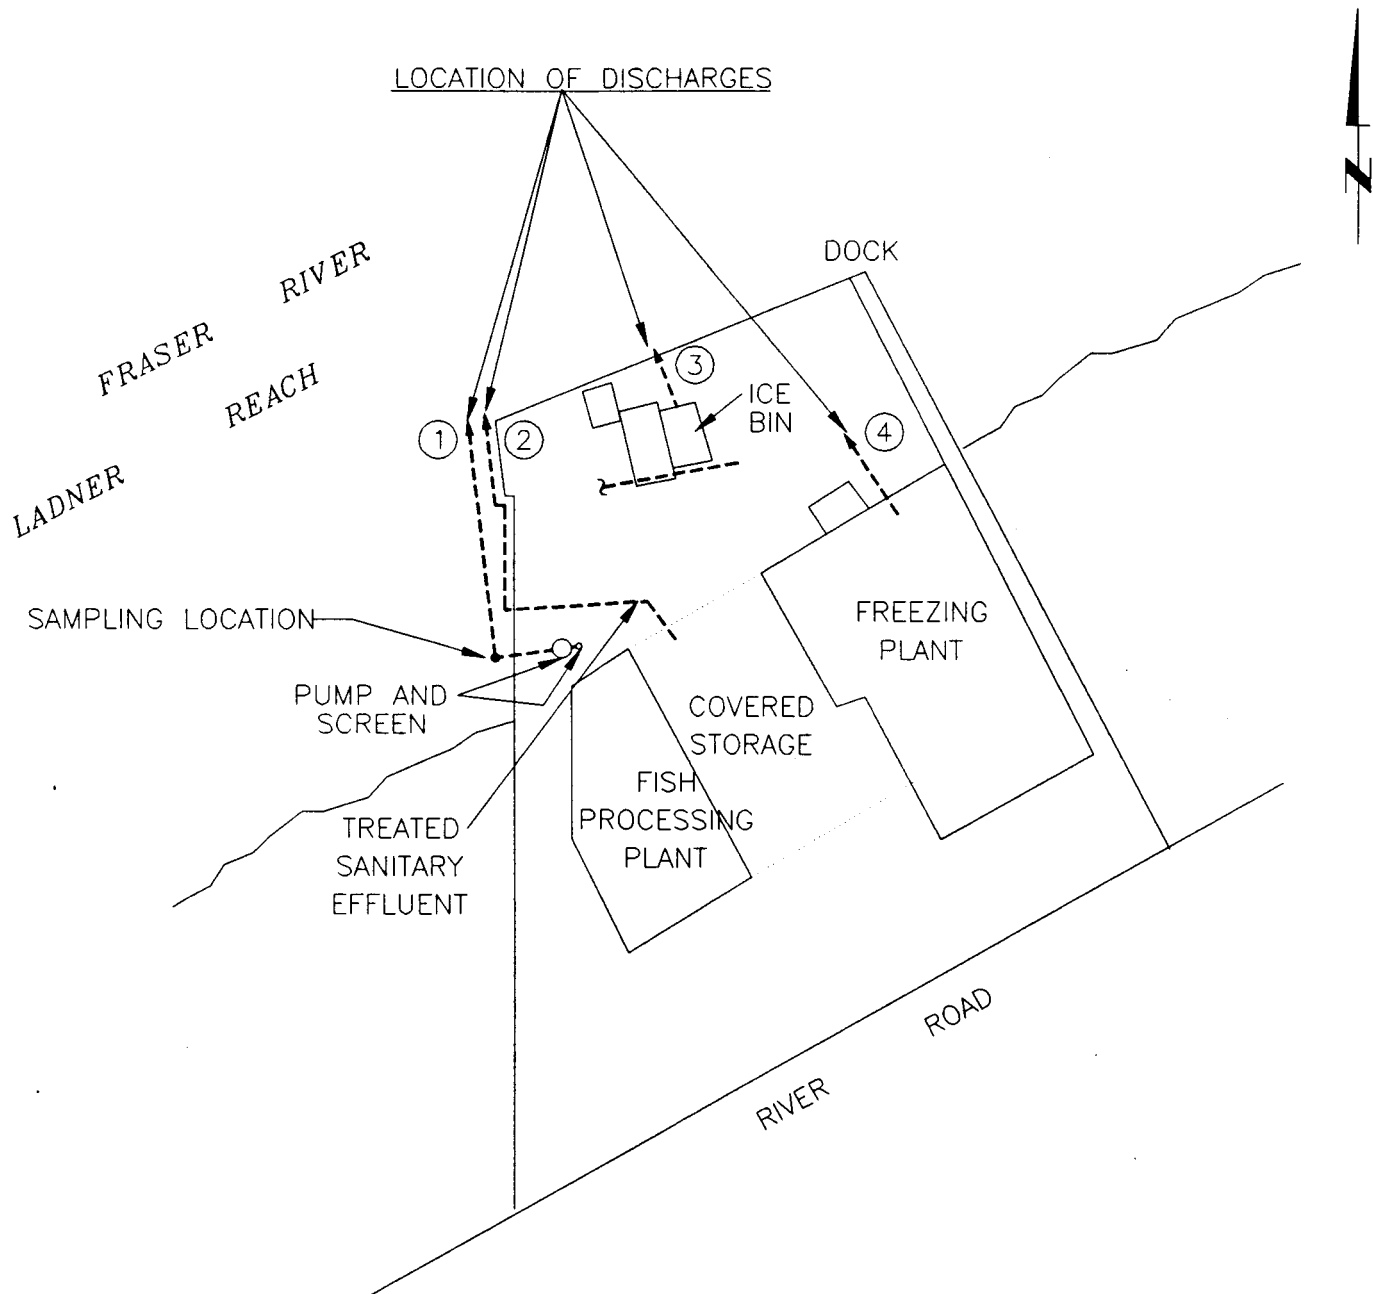 LOCATION OF DISCHARGES
N
DOCK
FRASER RIVER
LADNER REACH
1
2
3
ICE
BIN
4
SAMPLING LOCATION
PUMP AND
SCREEN
FREEZING
PLANT
COVERED
STORAGE
FISH
PROCESSING
PLANT
TREATED
SANITARY
EFFLUENT
RIVER ROAD